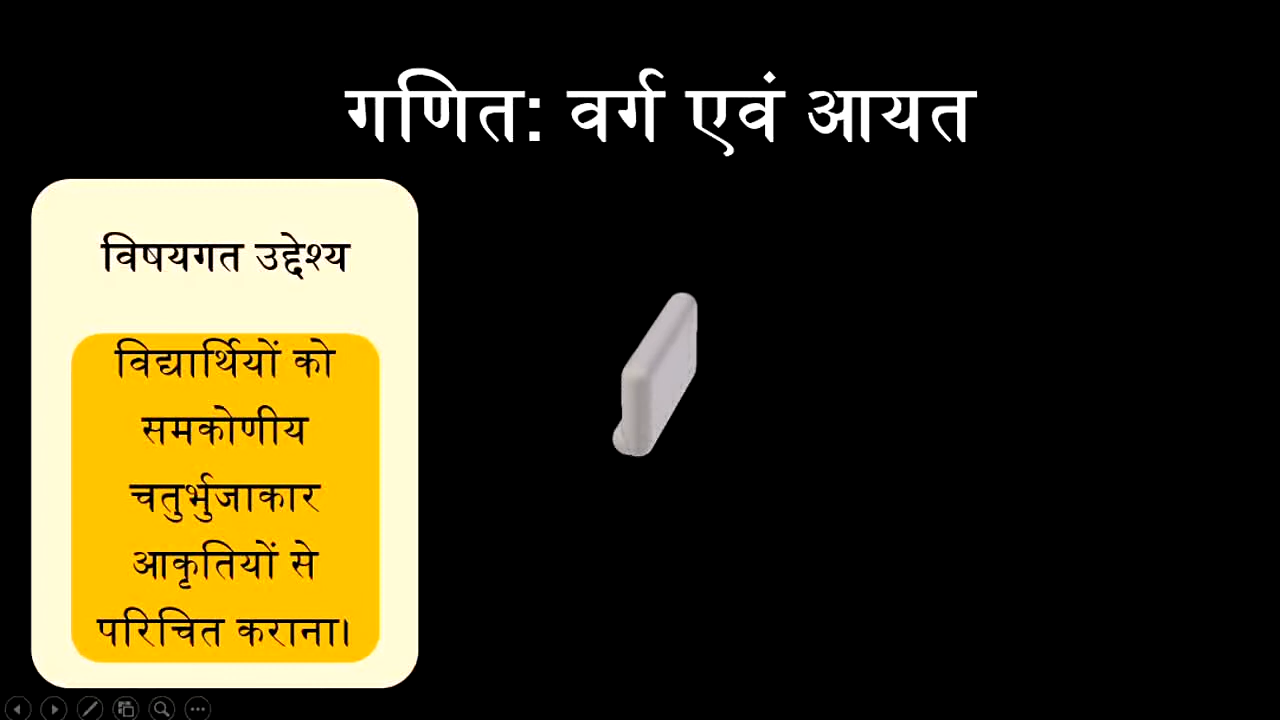 गणित: वर्ग एवं आयत
विषयगत उद्देश्य
विद्यार्थियों को
समकोणीय
चतुर्भुजाकार
आकृतियों से
परिचित कराना।